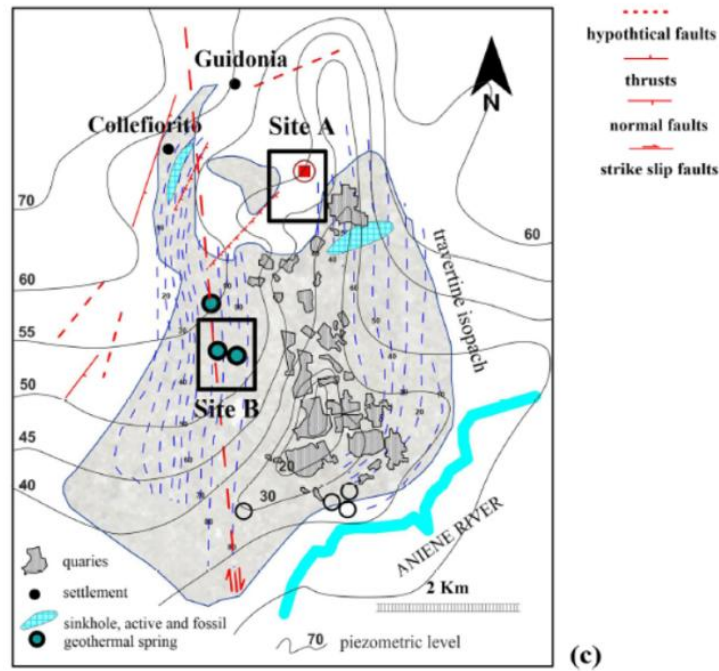 Guidonia
Collefiorito
Site A
N
70
60
60
55
50
45
40
travertine isopach
Site B
20
30
ANIENE RIVER
2 Km
quaries
settlement
sinkhole, active and fossil
geothermal spring
70 piezometric level
(c)
hypothtical faults
thrusts
normal faults
strike slip faults